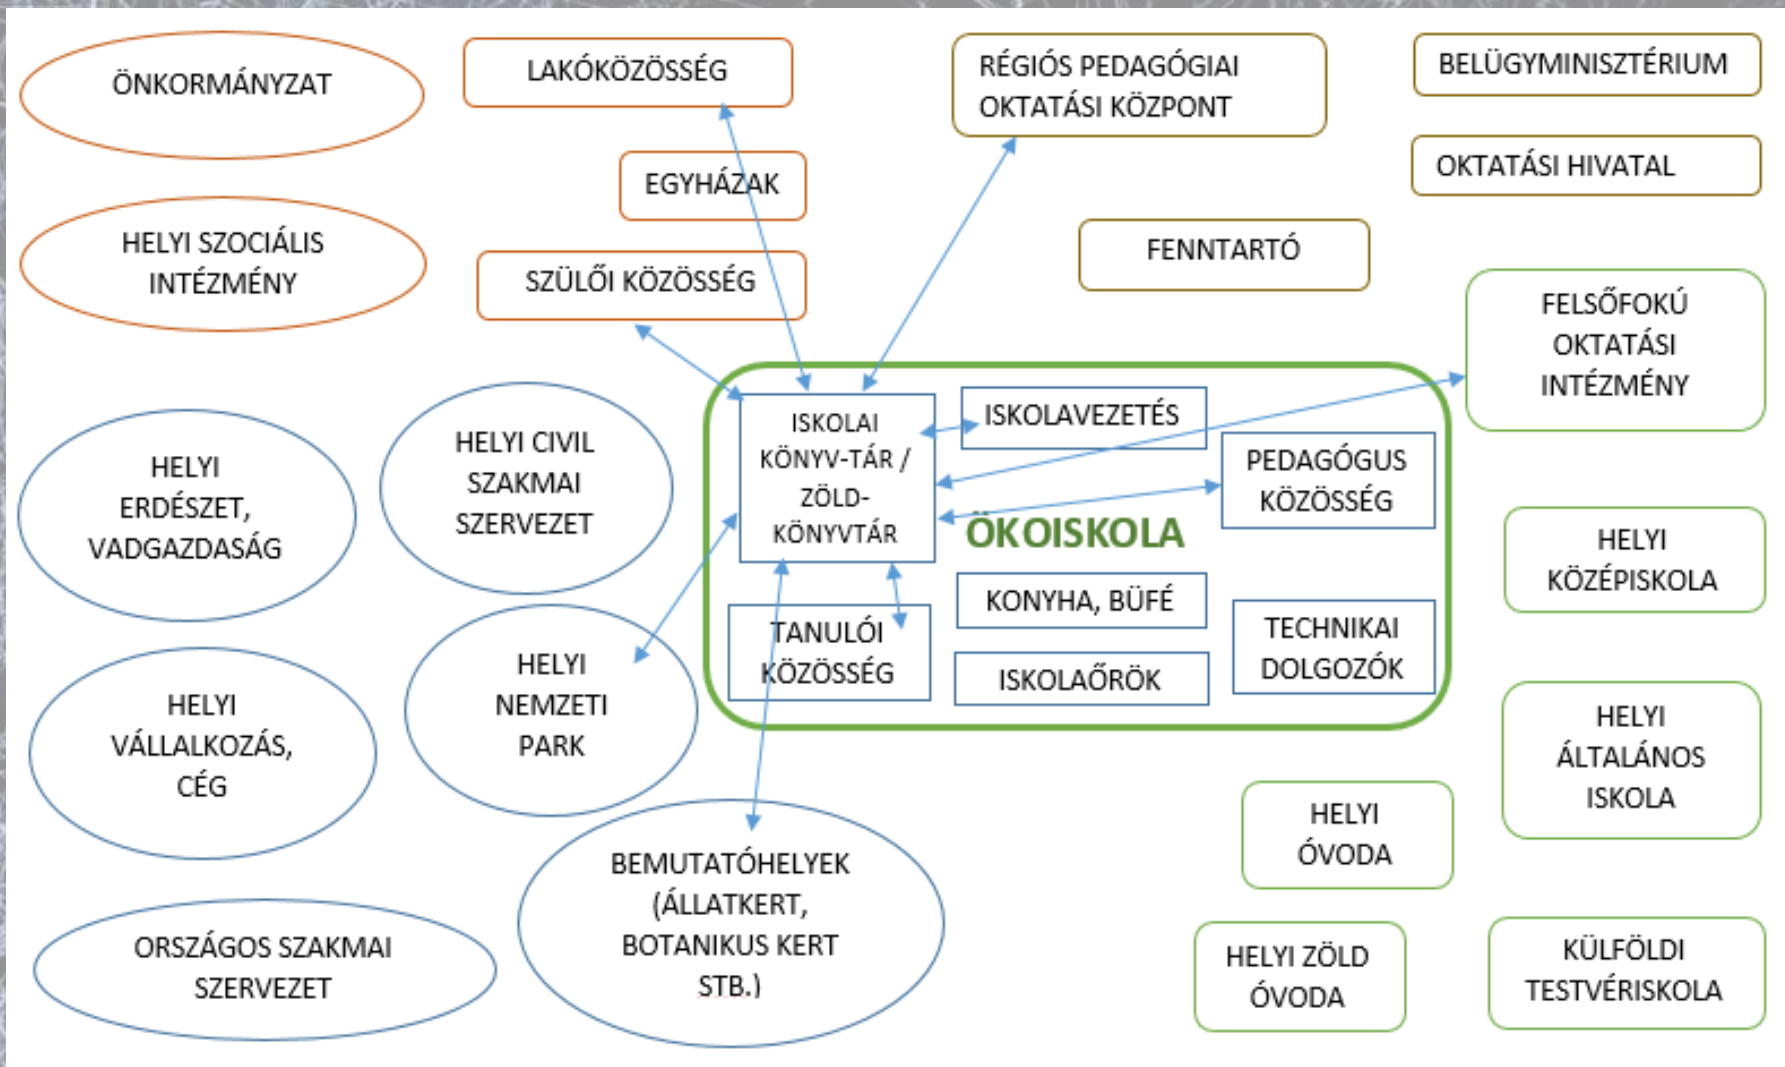 ÖNKORMÁNYZAT
LAKÓKÖZÖSSÉG
RÉGIÓS PEDAGÓGIAI
OKTATÁSI KÖZPONT
BELÜGYMINISZTÉRIUM
EGYHÁZAK
OKTATÁSI HIVATAL
HELYI SZOCIÁLIS
INTÉZMÉNY
SZÜLŐI KÖZÖSSÉG
FENNTARTÓ
FELSŐFOKÚ
OKTATÁSI
INTÉZMÉNY
HELYI
ERDÉSZET,
VADGAZDASÁG
HELYI CIVIL
SZAKMAI
SZERVEZET
ISKOLAI
KÖNYV-TÁR /
ZÖLD-
KÖNYVTÁR
ISKOLAVEZETÉS
PEDAGÓGUS
KÖZÖSSÉG
ÖKOISKOLA
KONYHA, BÜFÉ
TANULÓI
KÖZÖSSÉG
ISKOLAŐRÖK
TECHNIKAI
DOLGOZÓK
HELYI
KÖZÉPISKOLA
HELYI
VÁLLALKOZÁS,
CÉG
HELYI
NEMZETI
PARK
HELYI
ÁLTALÁNOS
ISKOLA
HELYI
ÓVODA
BEMUTATÓHELYEK
(ÁLLATKERT,
BOTANIKUS KERT
STB.)
ORSZÁGOS SZAKMAI
SZERVEZET
HELYI ZÖLD
ÓVODA
KÜLFÖLDI
TESTVÉRISKOLA